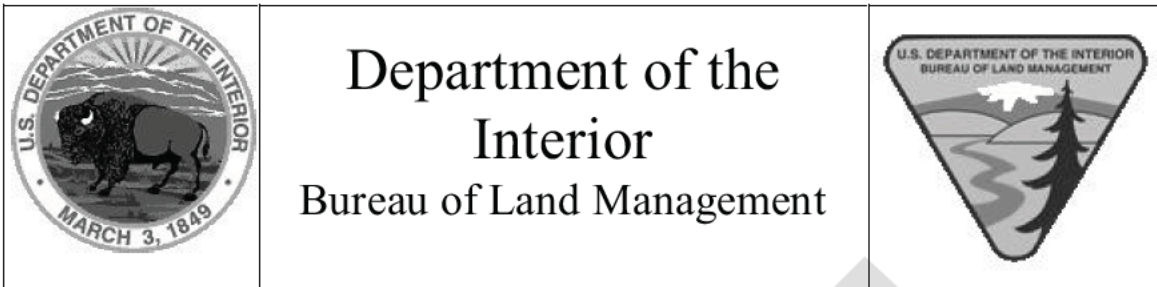 U.S. DEPARTMENT OF THE INTERIOR
MARCH 3, 1849
Department of the
Interior
Bureau of Land Management
U.S. DEPARTMENT OF THE INTERIOR
BUREAU OF LAND MANAGEMENT